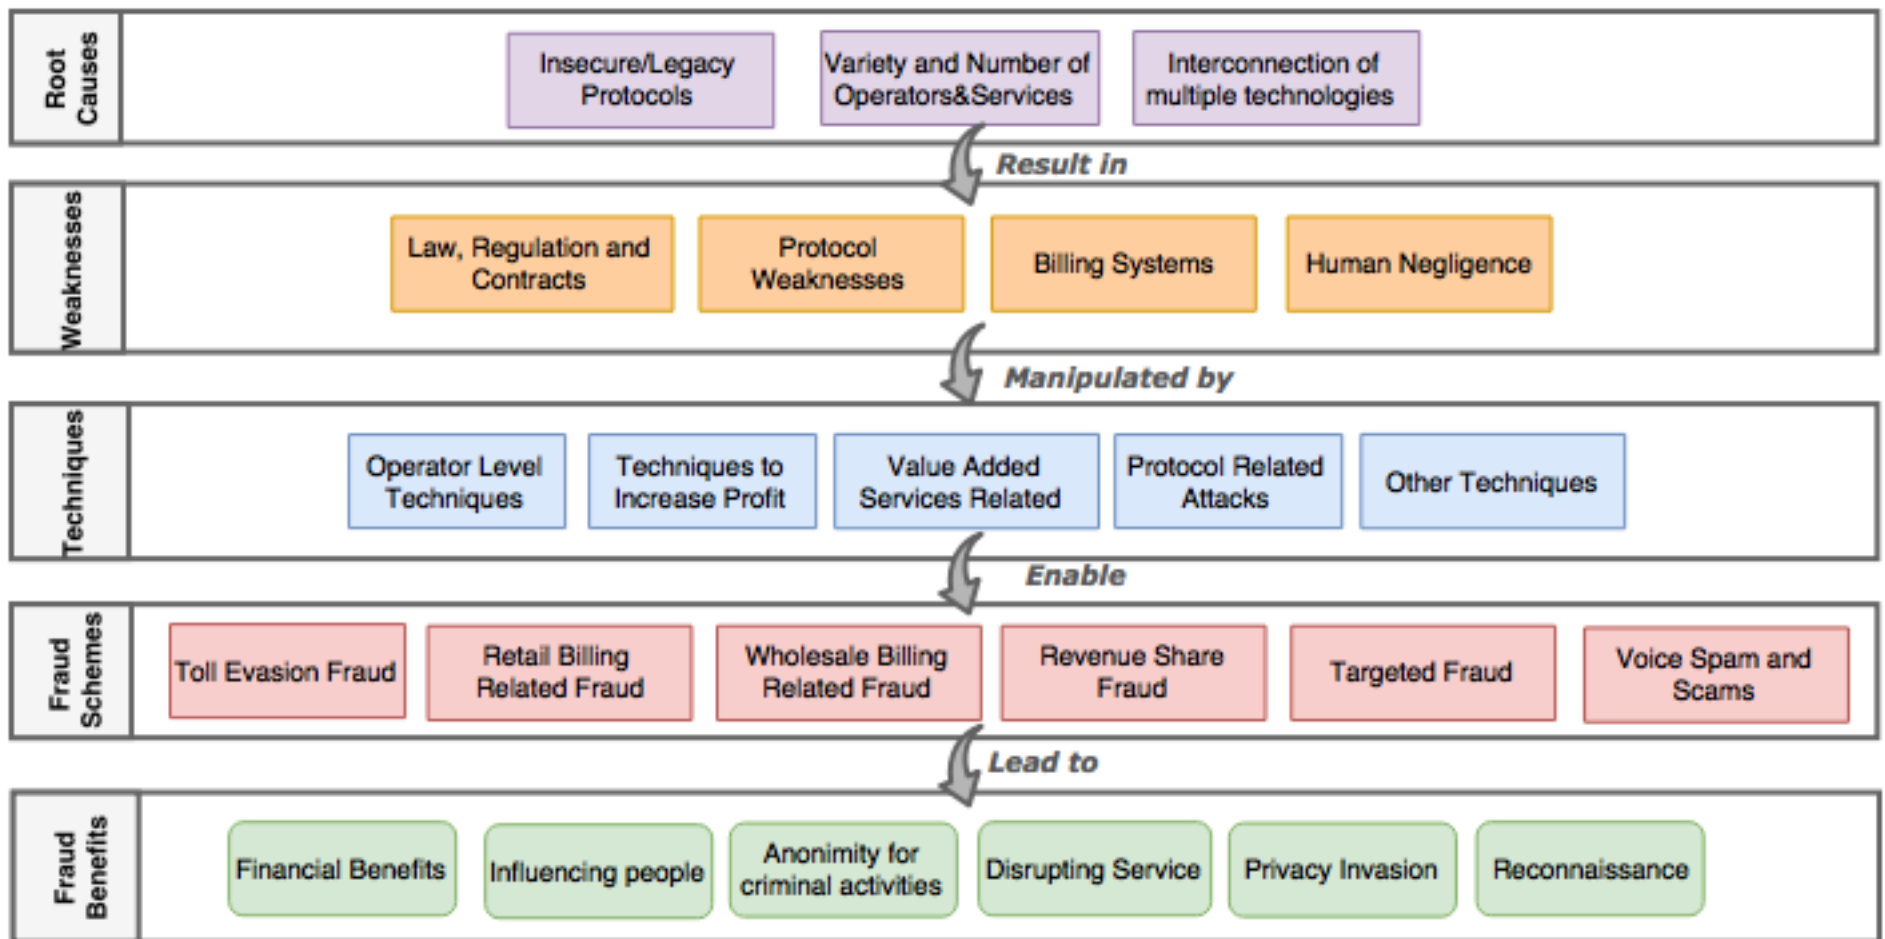 Root
Causes
Insecure/Legacy
Protocols
Variety and Number of
Operators&Services
Interconnection of
multiple technologies
Result in
Weaknesses
Law, Regulation and
Contracts
Protocol
Weaknesses
Billing Systems
Human Negligence
Manipulated by
Techniques
Operator Level
Techniques
Techniques to
Increase Profit
Value Added
Services Related
Protocol Related
Attacks
Other Techniques
Enable
Fraud
Schemes
Toll Evasion Fraud
Retail Billing
Related Fraud
Wholesale Billing
Related Fraud
Revenue Share
Fraud
Targeted Fraud
Voice Spam and
Scams
Lead to
Fraud
Benefits
Financial Benefits
Influencing people
Anonimity for
criminal activities
Disrupting Service
Privacy Invasion
Reconnaissance